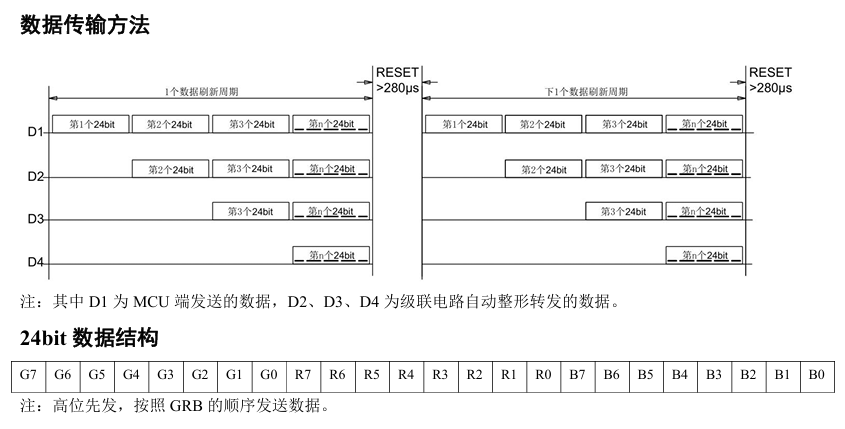 数据传输方法
RESET RESET
1个数据刷新周期 >280μs 下1个数据刷新周期 >280μs
D1 第1个24bit 第2个24bit 第3个24bit 第n个24bit 第1个24bit 第2个24bit 第3个24bit 第n个24bit
D2 第2个24bit 第3个24bit 第n个24bit 第2个24bit 第3个24bit 第n个24bit
D3 第3个24bit 第n个24bit 第3个24bit 第n个24bit
D4 第n个24bit 第n个24bit
注：其中 D1 为 MCU 端发送的数据，D2、D3、D4 为级联电路自动整形转发的数据。
24bit 数据结构
G7 G6 G5 G4 G3 G2 G1 G0 R7 R6 R5 R4 R3 R2 R1 R0 B7 B6 B5 B4 B3 B2 B1 B0
注：高位先发，按照 GRB 的顺序发送数据。